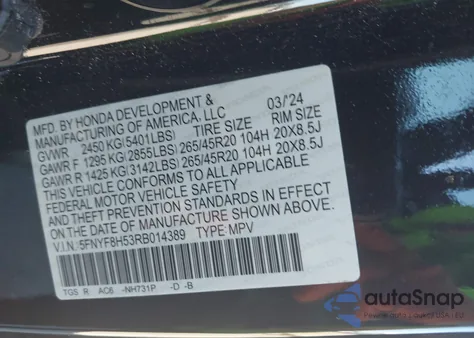 MFD. BY HONDA DEVELOPMENT & 03/'24
MANUFACTURING OF AMERICA, LLC
GVWR 2450 KG(5401LBS) TIRE SIZE RIM SIZE
GAWR F 1295 KG(2855LBS) 265/45R20 104H 20X8.5J
GAWR R 1425 KG(3142LBS) 265/45R20 104H 20X8.5J
THIS VEHICLE CONFORMS TO ALL APPLICABLE
FEDERAL MOTOR VEHICLE SAFETY
AND THEFT PREVENTION STANDARDS IN EFFECT ON
THE DATE OF MANUFACTURE SHOWN ABOVE.
V.I.N.:5FNYF8H53RB014389 TYPE:MPV
TGS R: AC6 -NH731P -D -B
autoSnap